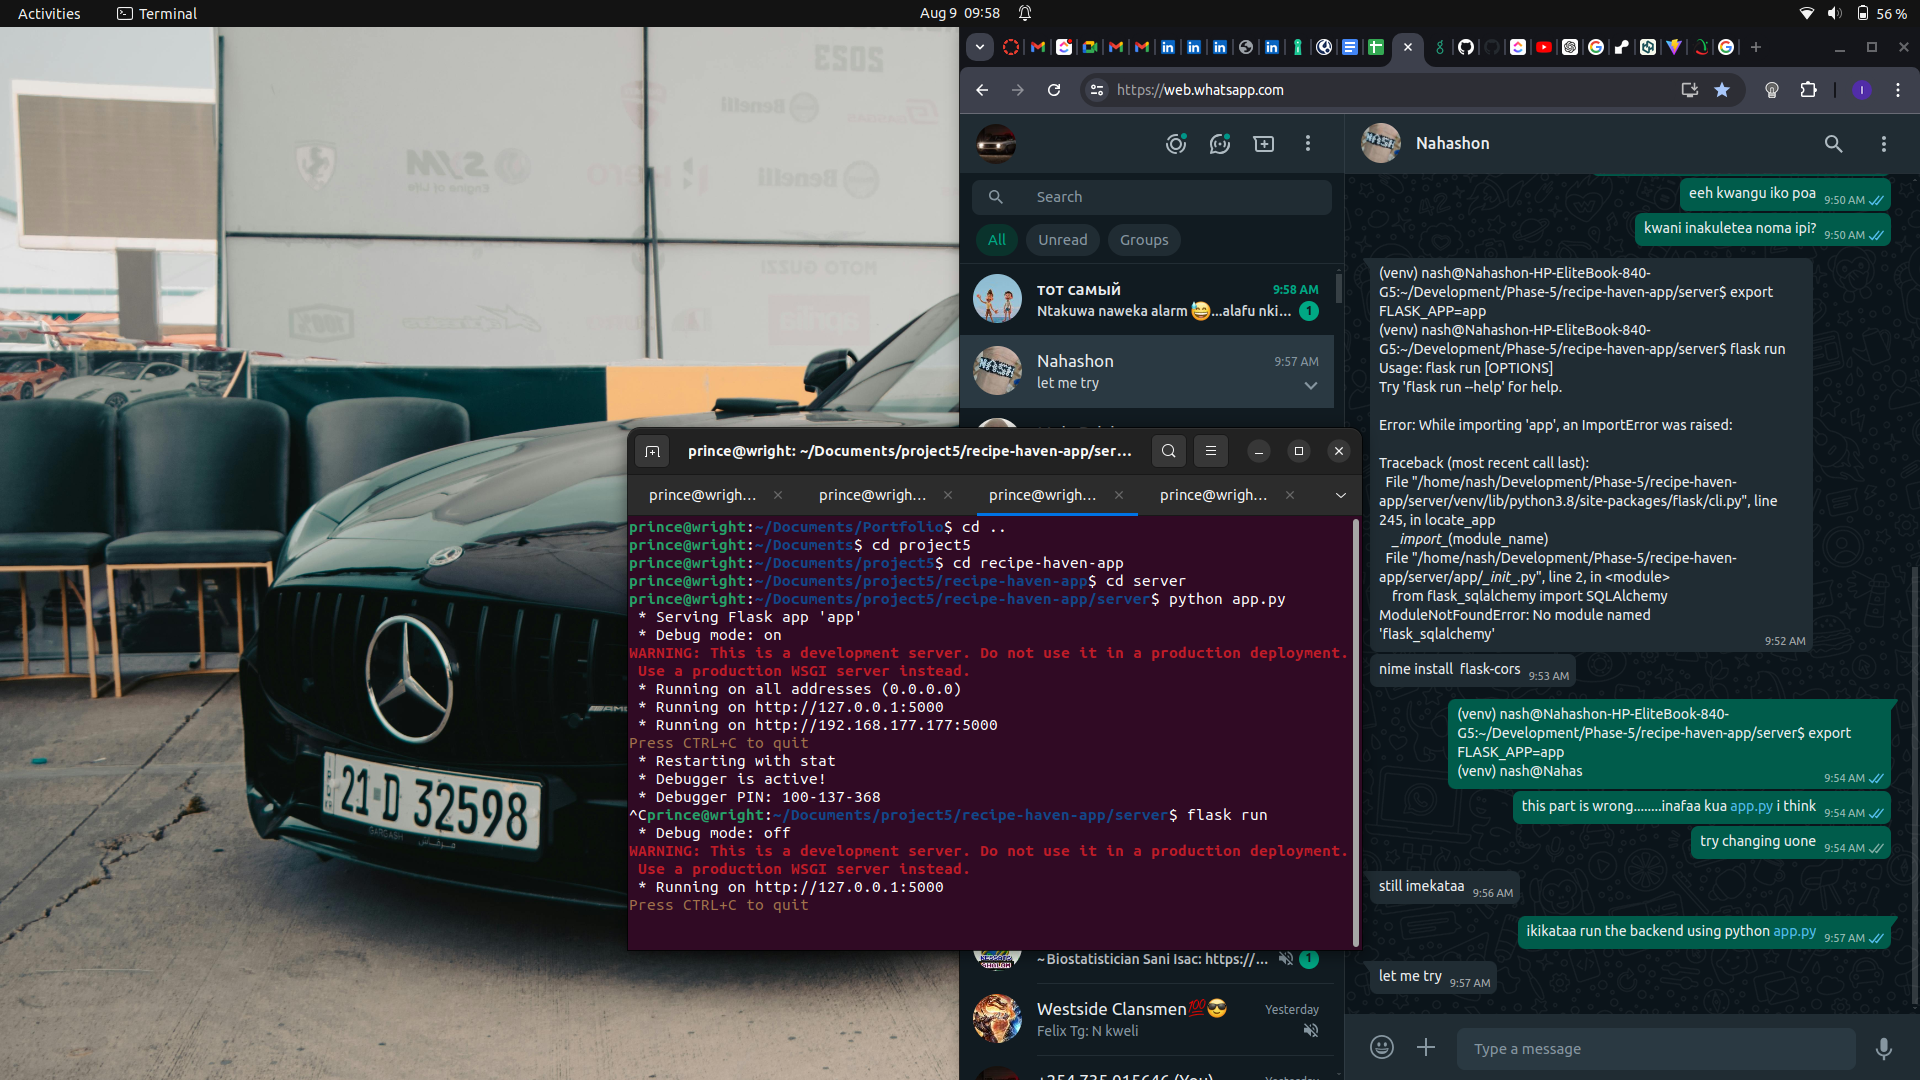 Activities
Terminal
Aug 9 09:58
56 %
https://web.whatsapp.com
Search
All
Unread
Groups
тот самый
9:58 AM
Ntakuwa naweka alarm 😅...alafu nki...
1
Nahashon
9:57 AM
let me try
~Biostatistician Sani Isac: https://...
1
Westside Clansmen💯😎
Yesterday
Felix Tg: N kweli
Nahashon
eeh kwangu iko poa
9:50 AM
kwani inakuletea noma ipi?
9:50 AM
(venv) nash@Nahashon-HP-EliteBook-840-
G5:~/Development/Phase-5/recipe-haven-app/server$ export
FLASK_APP=app
(venv) nash@Nahashon-HP-EliteBook-840-
G5:~/Development/Phase-5/recipe-haven-app/server$ flask run
Usage: flask run [OPTIONS]
Try 'flask run --help' for help.
Error: While importing 'app', an ImportError was raised:
Traceback (most recent call last):
File "/home/nash/Development/Phase-5/recipe-haven-
app/server/venv/lib/python3.8/site-packages/flask/cli.py", line
245, in locate_app
_import_(module_name)
File "/home/nash/Development/Phase-5/recipe-haven-
app/server/app/_init_.py", line 2, in <module>
from flask_sqlalchemy import SQLAlchemy
ModuleNotFoundError: No module named
'flask_sqlalchemy'
9:52 AM
nime install flask-cors
9:53 AM
(venv) nash@Nahashon-HP-EliteBook-840-
G5:~/Development/Phase-5/recipe-haven-app/server$ export
FLASK_APP=app
(venv) nash@Nahas
9:54 AM
this part is wrong........inafaa kua app.py i think
9:54 AM
try changing uone
9:54 AM
still imekataa
9:56 AM
ikikataa run the backend using python app.py
9:57 AM
let me try
9:57 AM
Type a message
prince@wright: ~/Documents/project5/recipe-haven-app/ser...
prince@wrigh...
prince@wrigh...
prince@wrigh...
prince@wrigh...
prince@wright:~/Documents/Portfolio$ cd ..
prince@wright:~/Documents$ cd project5
prince@wright:~/Documents/project5$ cd recipe-haven-app
prince@wright:~/Documents/project5/recipe-haven-app$ cd server
prince@wright:~/Documents/project5/recipe-haven-app/server$ python app.py
* Serving Flask app 'app'
* Debug mode: on
WARNING: This is a development server. Do not use it in a production deployment.
Use a production WSGI server instead.
* Running on all addresses (0.0.0.0)
* Running on http://127.0.0.1:5000
* Running on http://192.168.177.177:5000
Press CTRL+C to quit
* Restarting with stat
* Debugger is active!
* Debugger PIN: 100-137-368
^Cprince@wright:~/Documents/project5/recipe-haven-app/server$ flask run
* Debug mode: off
WARNING: This is a development server. Do not use it in a production deployment.
Use a production WSGI server instead.
* Running on http://127.0.0.1:5000
Press CTRL+C to quit
2023
Benelli
SYM
Engine of Life
HERO
Benelli
MOTO GUZZI
aprilia
21-D 32598
GARGASH
AMG